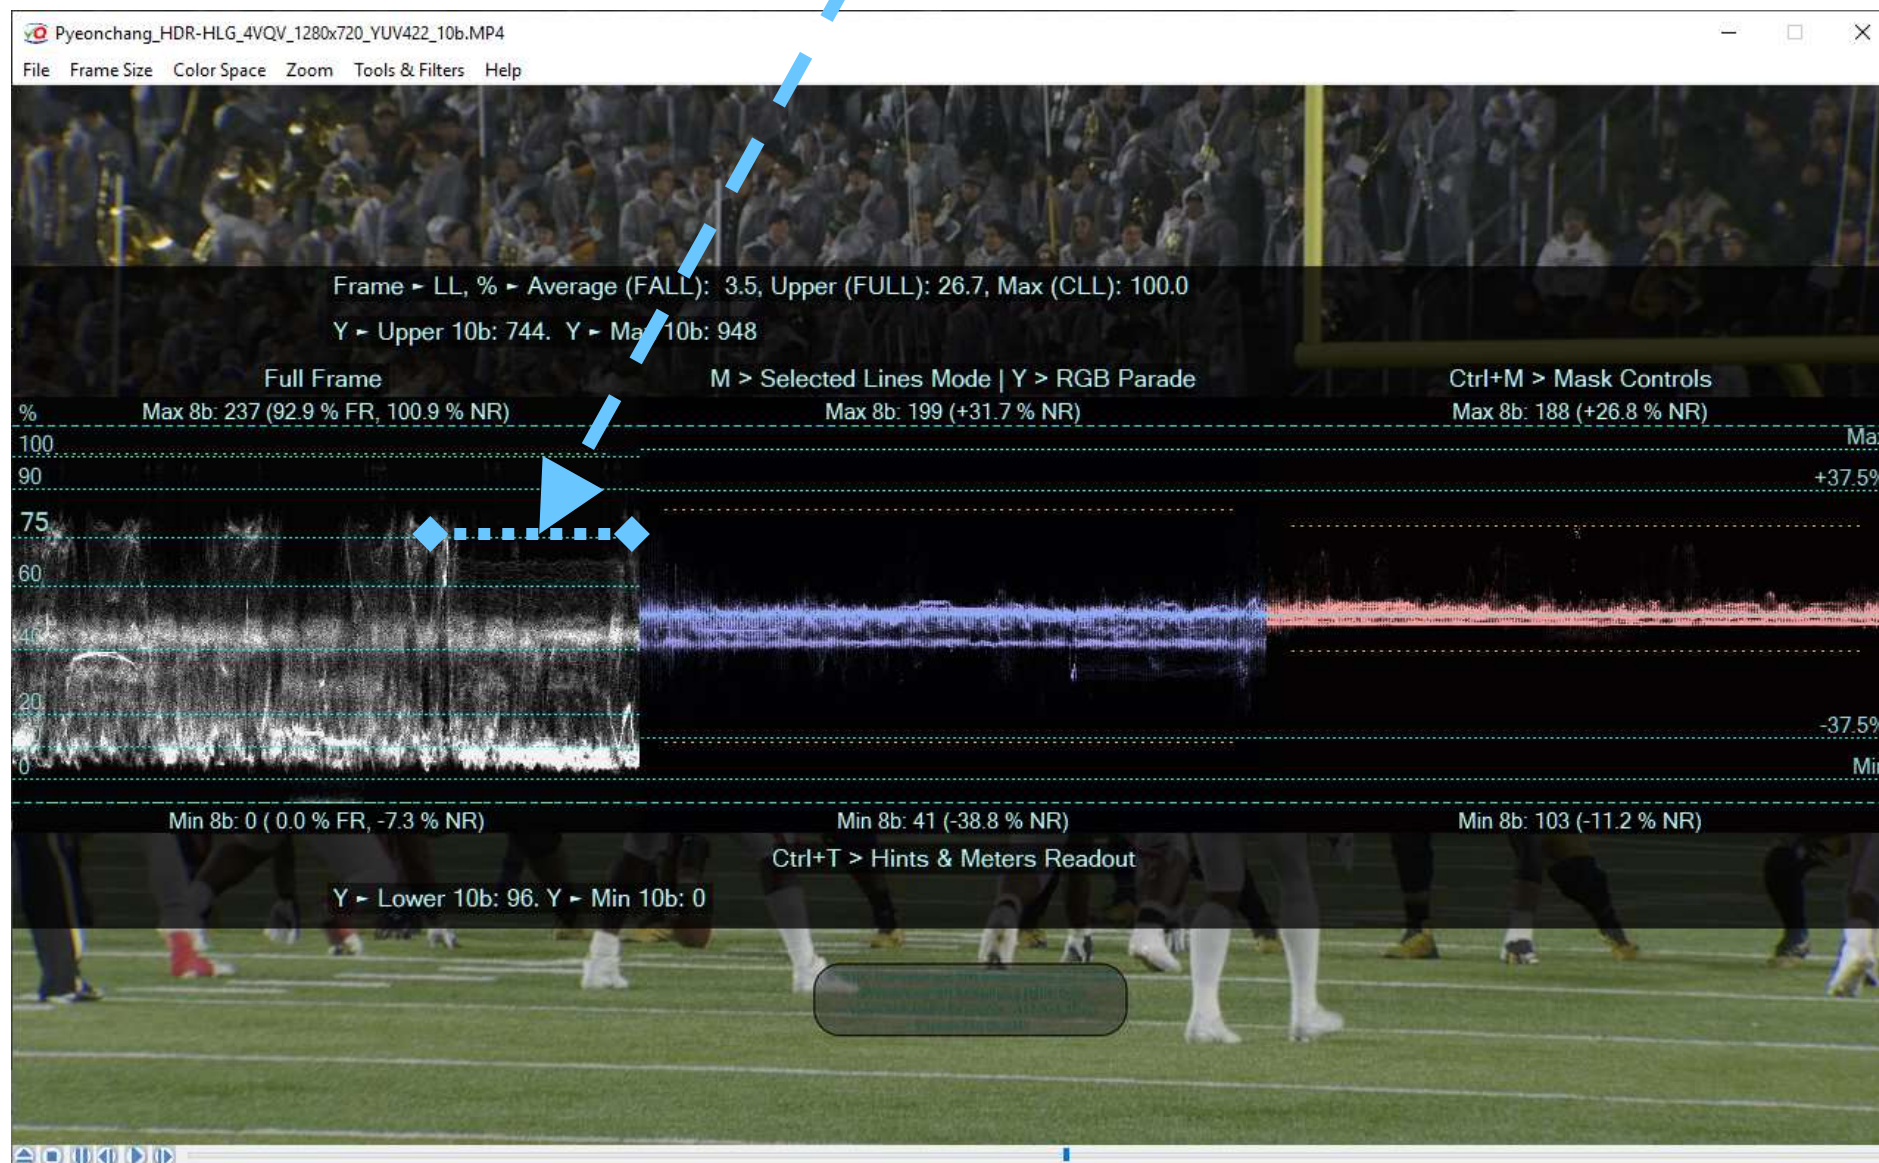 Pyeonchang_HDR-HLG_4VQV_1280x720_YUV422_10b.MP4
File Frame Size Color Space Zoom Tools & Filters Help
Frame ► LL, % ► Average (FALL): 3.5, Upper (FULL): 26.7, Max (CLL): 100.0
Y ► Upper 10b: 744. Y ► Ma 10b: 948
Full Frame M > Selected Lines Mode | Y > RGB Parade Ctrl+M > Mask Controls
% Max 8b: 237 (92.9 % FR, 100.9 % NR) Max 8b: 199 (+31.7 % NR) Max 8b: 188 (+26.8 % NR)
100 Max
90 +37.5%
75
60
40
20 -37.5%
0 Min
Min 8b: 0 ( 0.0 % FR, -7.3 % NR) Min 8b: 41 (-38.8 % NR) Min 8b: 103 (-11.2 % NR)
Ctrl+T > Hints & Meters Readout
Y ► Lower 10b: 96. Y ► Min 10b: 0